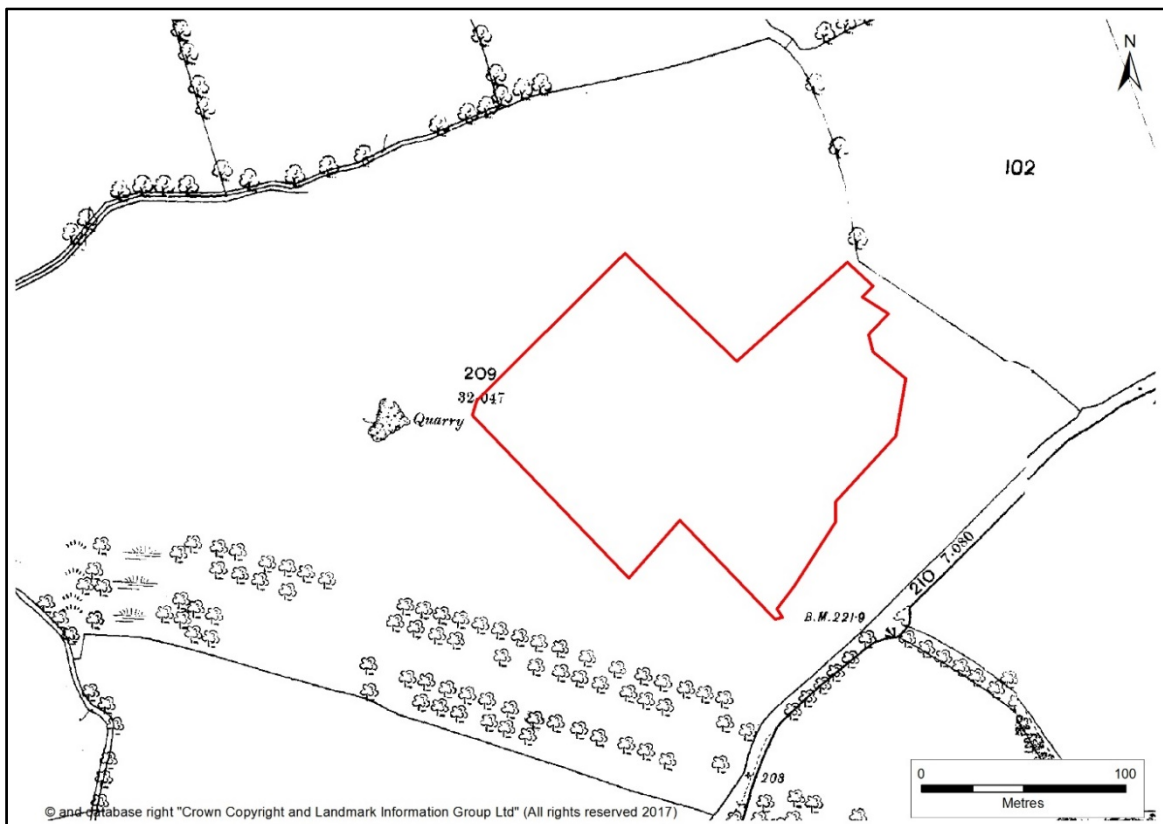 N
102
209
32.047
Quarry
210 7.080
B.M.221.9
203
0 100
Metres
© and database right "Crown Copyright and Landmark Information Group Ltd" (All rights reserved 2017)